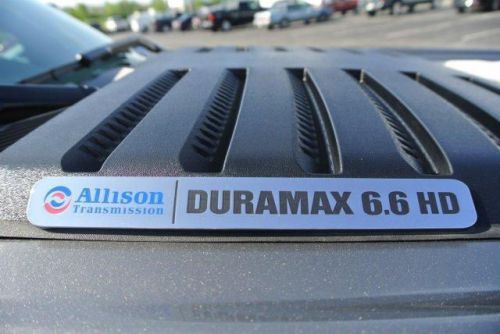 Allison
Transmission
DURAMAX 6.6 HD